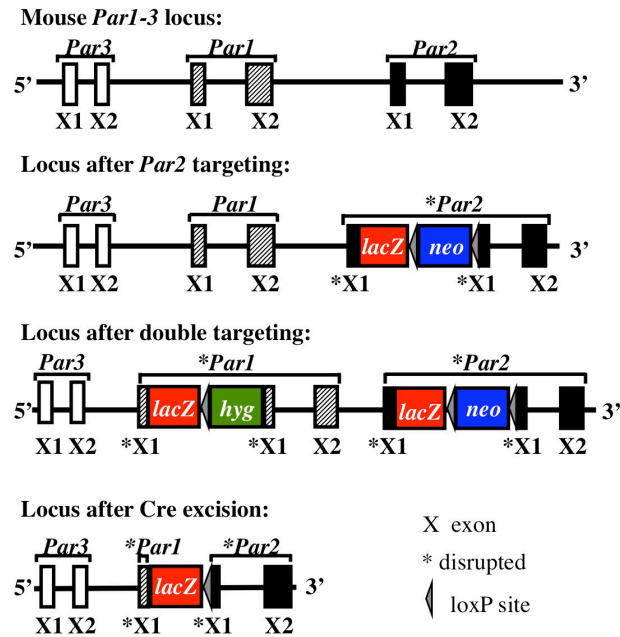 Mouse Par1-3 locus:
Par3 Par1 Par2
5’ 3’
X1 X2 X1 X2 X1 X2
Locus after Par2 targeting:
Par3 Par1 *Par2
5’ lacZ neo 3’
X1 X2 X1 X2 *X1 *X1 X2
Locus after double targeting:
Par3 *Par1 *Par2
5’ lacZ hyg lacZ neo 3’
X1 X2 *X1 *X1 X2 *X1 *X1 X2
Locus after Cre excision:
Par3 *Par1 *Par2
5’ lacZ 3’
X1 X2 *X1 *X1 X2
X exon
* disrupted
loxP site